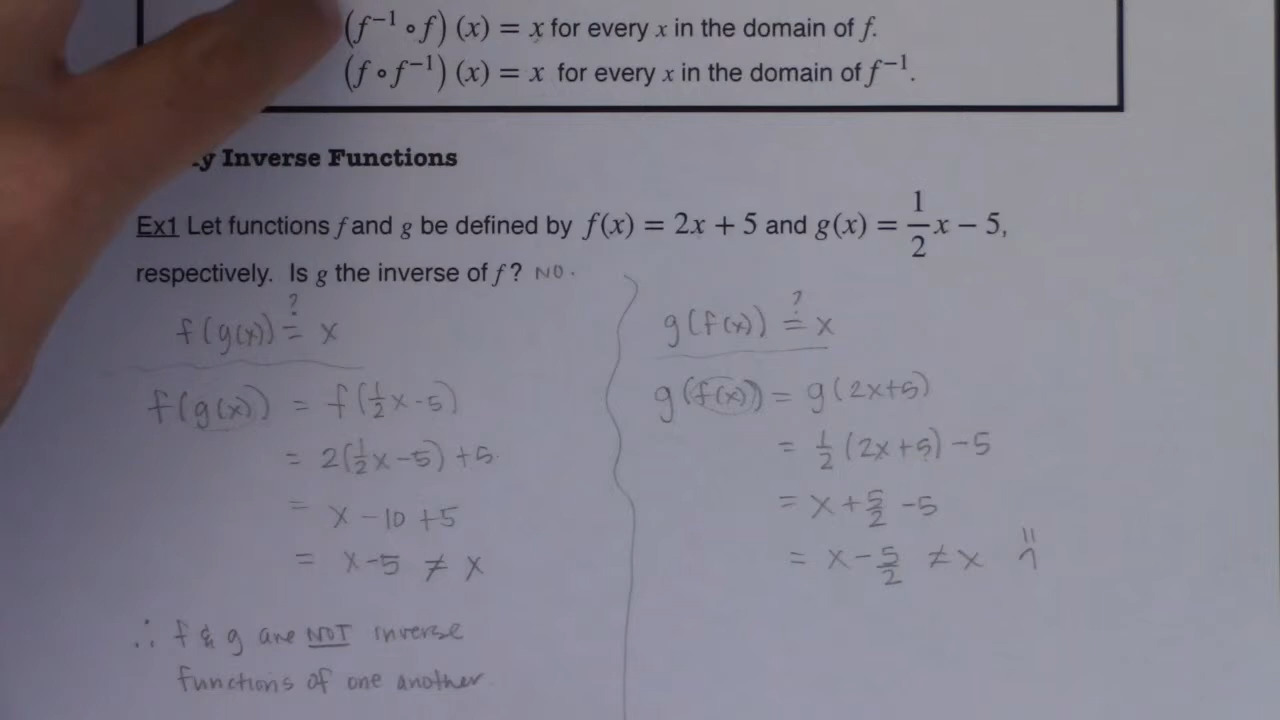 (f⁻¹ ∘ f) (x) = x for every x in the domain of f.
(f ∘ f⁻¹) (x) = x for every x in the domain of f⁻¹.
Inverse Functions
Ex1 Let functions f and g be defined by f(x) = 2x + 5 and g(x) = 1/2 x − 5,
respectively. Is g the inverse of f? NO.
f(g(x)) ≟ x
f(g(x)) = f(1/2 x - 5)
= 2(1/2 x - 5) + 5
= x - 10 + 5
= x - 5 ≠ x
∴ f & g are NOT inverse
functions of one another
g(f(x)) ≟ x
g(f(x)) = g(2x+5)
= 1/2 (2x+5) - 5
= x + 5/2 - 5
= x - 5/2 ≠ x